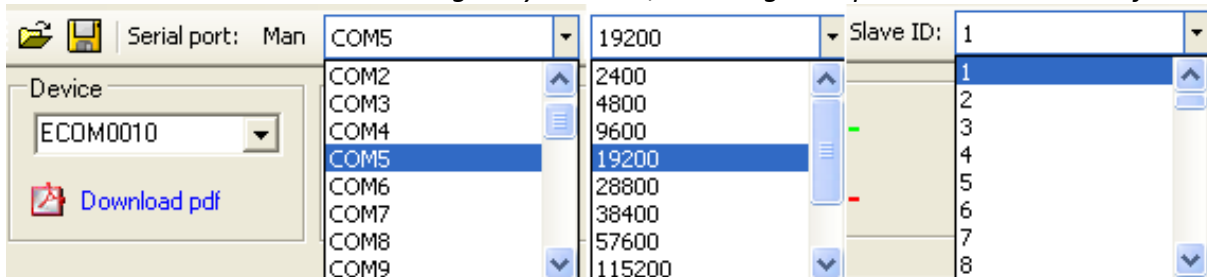 Serial port: Man COM5 19200 Slave ID: 1
Device
ECOM0010
Download pdf
COM2
COM3
COM4
COM5
COM6
COM7
COM8
COM9
2400
4800
9600
19200
28800
38400
57600
115200
1
2
3
4
5
6
7
8